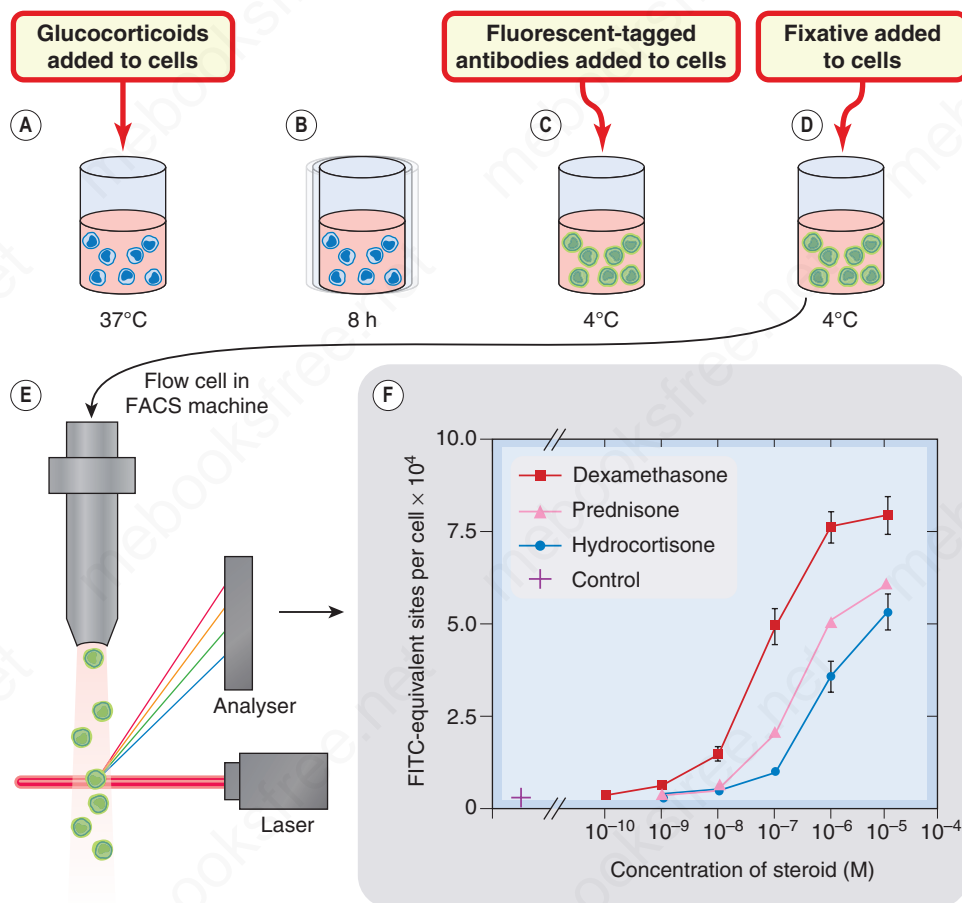 Glucocorticoids
added to cells
Fluorescent-tagged
antibodies added to cells
Fixative added
to cells
A
B
C
D
37°C
8 h
4°C
4°C
E
Flow cell in
FACS machine
Analyser
Laser
F
FITC-equivalent sites per cell × 10⁴
10.0
7.5
5.0
2.5
0
Dexamethasone
Prednisone
Hydrocortisone
Control
10⁻¹⁰ 10⁻⁹ 10⁻⁸ 10⁻⁷ 10⁻⁶ 10⁻⁵ 10⁻⁴
Concentration of steroid (M)
mebooksfree.net